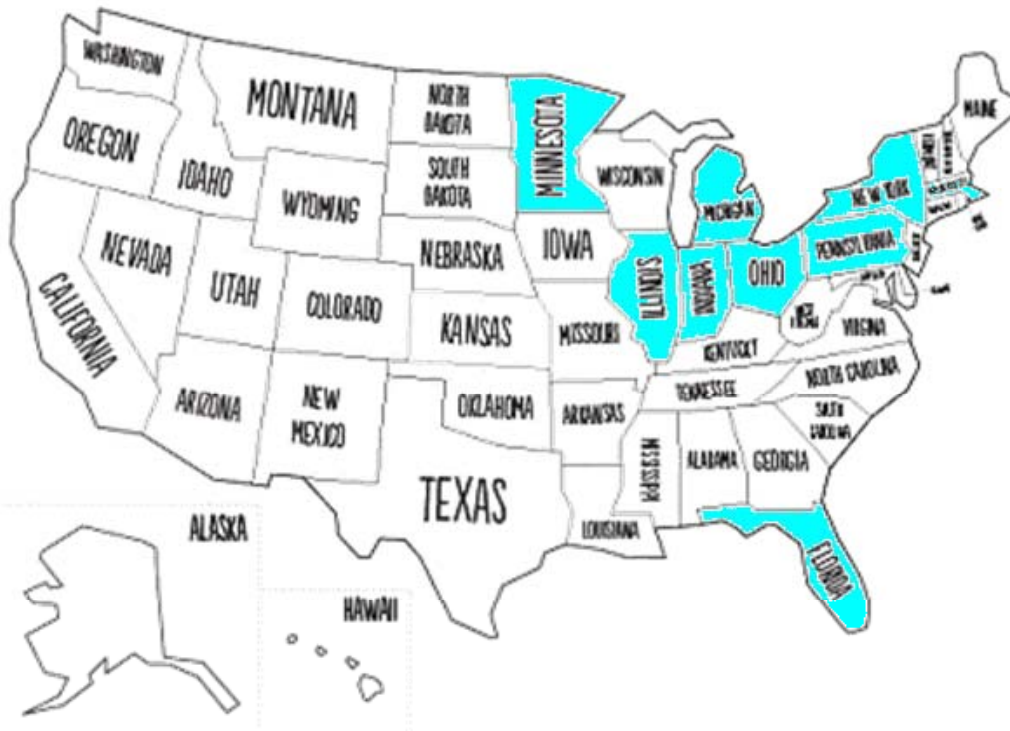 WASHINGTON
MONTANA
NORTH
DAKOTA
MINNESOTA
MAINE
OREGON
IDAHO
SOUTH
DAKOTA
WISCONSIN
MICHIGAN
NEW YORK
WYOMING
NEVADA
NEBRASKA
IOWA
ILLINOIS
INDIANA
OHIO
PENNSYLVANIA
CALIFORNIA
UTAH
COLORADO
KANSAS
MISSOURI
KENTUCKY
WEST
VIRGINIA
ARIZONA
NEW
MEXICO
OKLAHOMA
ARKANSAS
TENNESSEE
NORTH CAROLINA
SOUTH
CAROLINA
TEXAS
LOUISIANA
MISSISSIPPI
ALABAMA
GEORGIA
FLORIDA
ALASKA
HAWAII